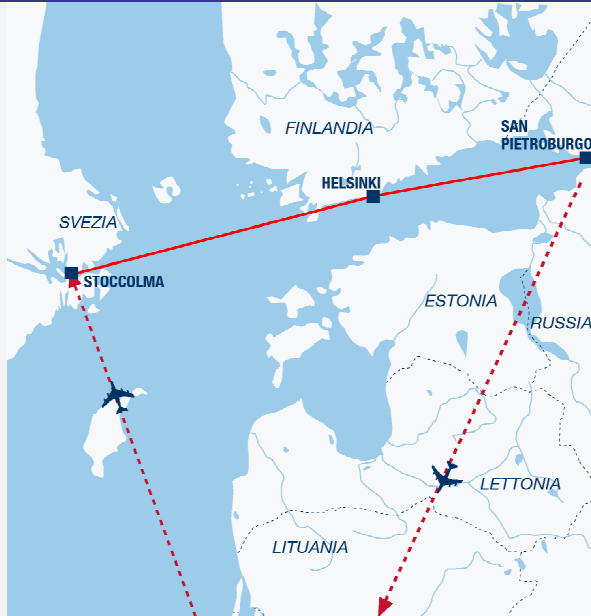 FINLANDIA
SAN
PIETROBURGO
HELSINKI
SVEZIA
STOCCOLMA
ESTONIA
RUSSIA
LETTONIA
LITUANIA